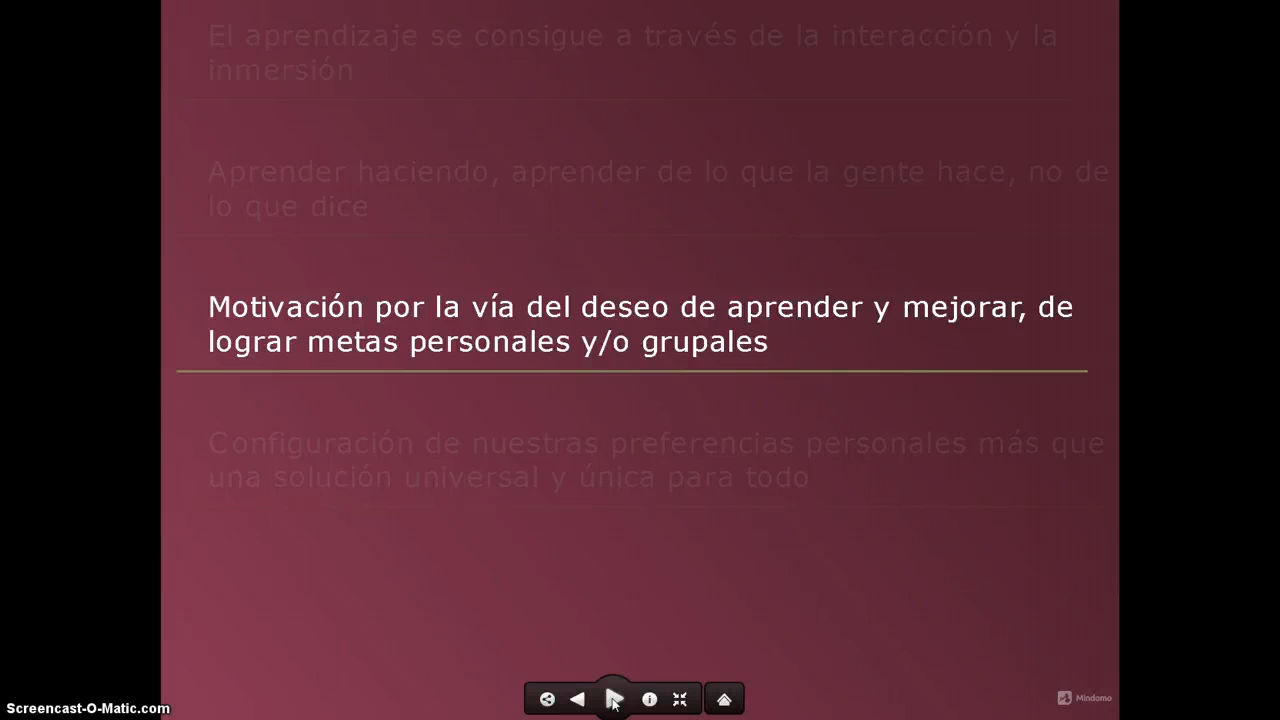 El aprendizaje se consigue a través de la interacción y la
inmersión
Aprender haciendo, aprender de lo que la gente hace, no de
lo que dice
Motivación por la vía del deseo de aprender y mejorar, de
lograr metas personales y/o grupales
Configuración de nuestras preferencias personales más que
una solución universal y única para todo
Mindomo
Screencast-O-Matic.com